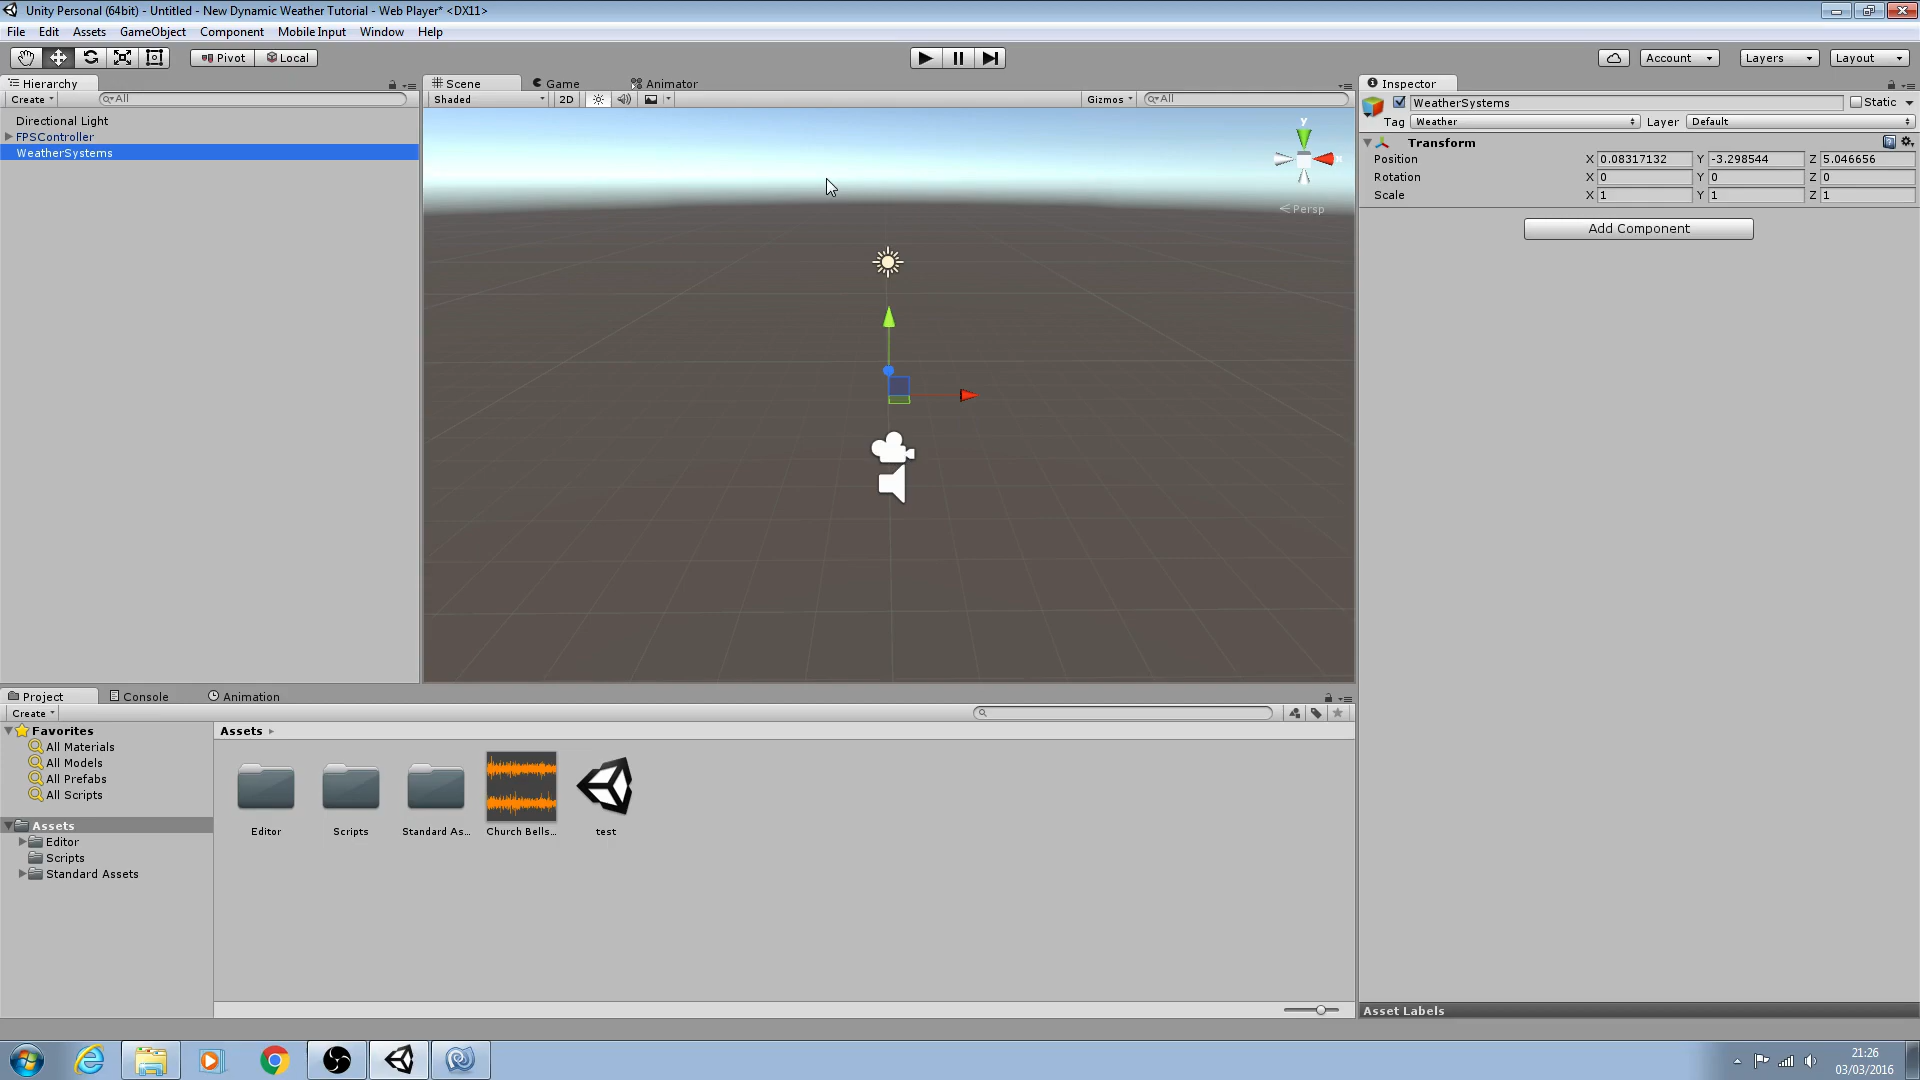 Unity Personal (64bit) - Untitled - New Dynamic Weather Tutorial - Web Player* <DX11>
File Edit Assets GameObject Component Mobile Input Window Help
Pivot Local Account Layers Layout
Hierarchy
Create All
Directional Light
FPSController
WeatherSystems
Scene Game Animator
Shaded 2D Gizmos All
y
Persp
Inspector
WeatherSystems Static
Tag Weather Layer Default
Transform
Position X 0.08317132 Y -3.298544 Z 5.046656
Rotation X 0 Y 0 Z 0
Scale X 1 Y 1 Z 1
Add Component
Project Console Animation
Create
Favorites
All Materials
All Models
All Prefabs
All Scripts
Assets
Editor
Scripts
Standard Assets
Assets
Editor Scripts Standard As... Church Bells... test
Asset Labels
21:26
03/03/2016